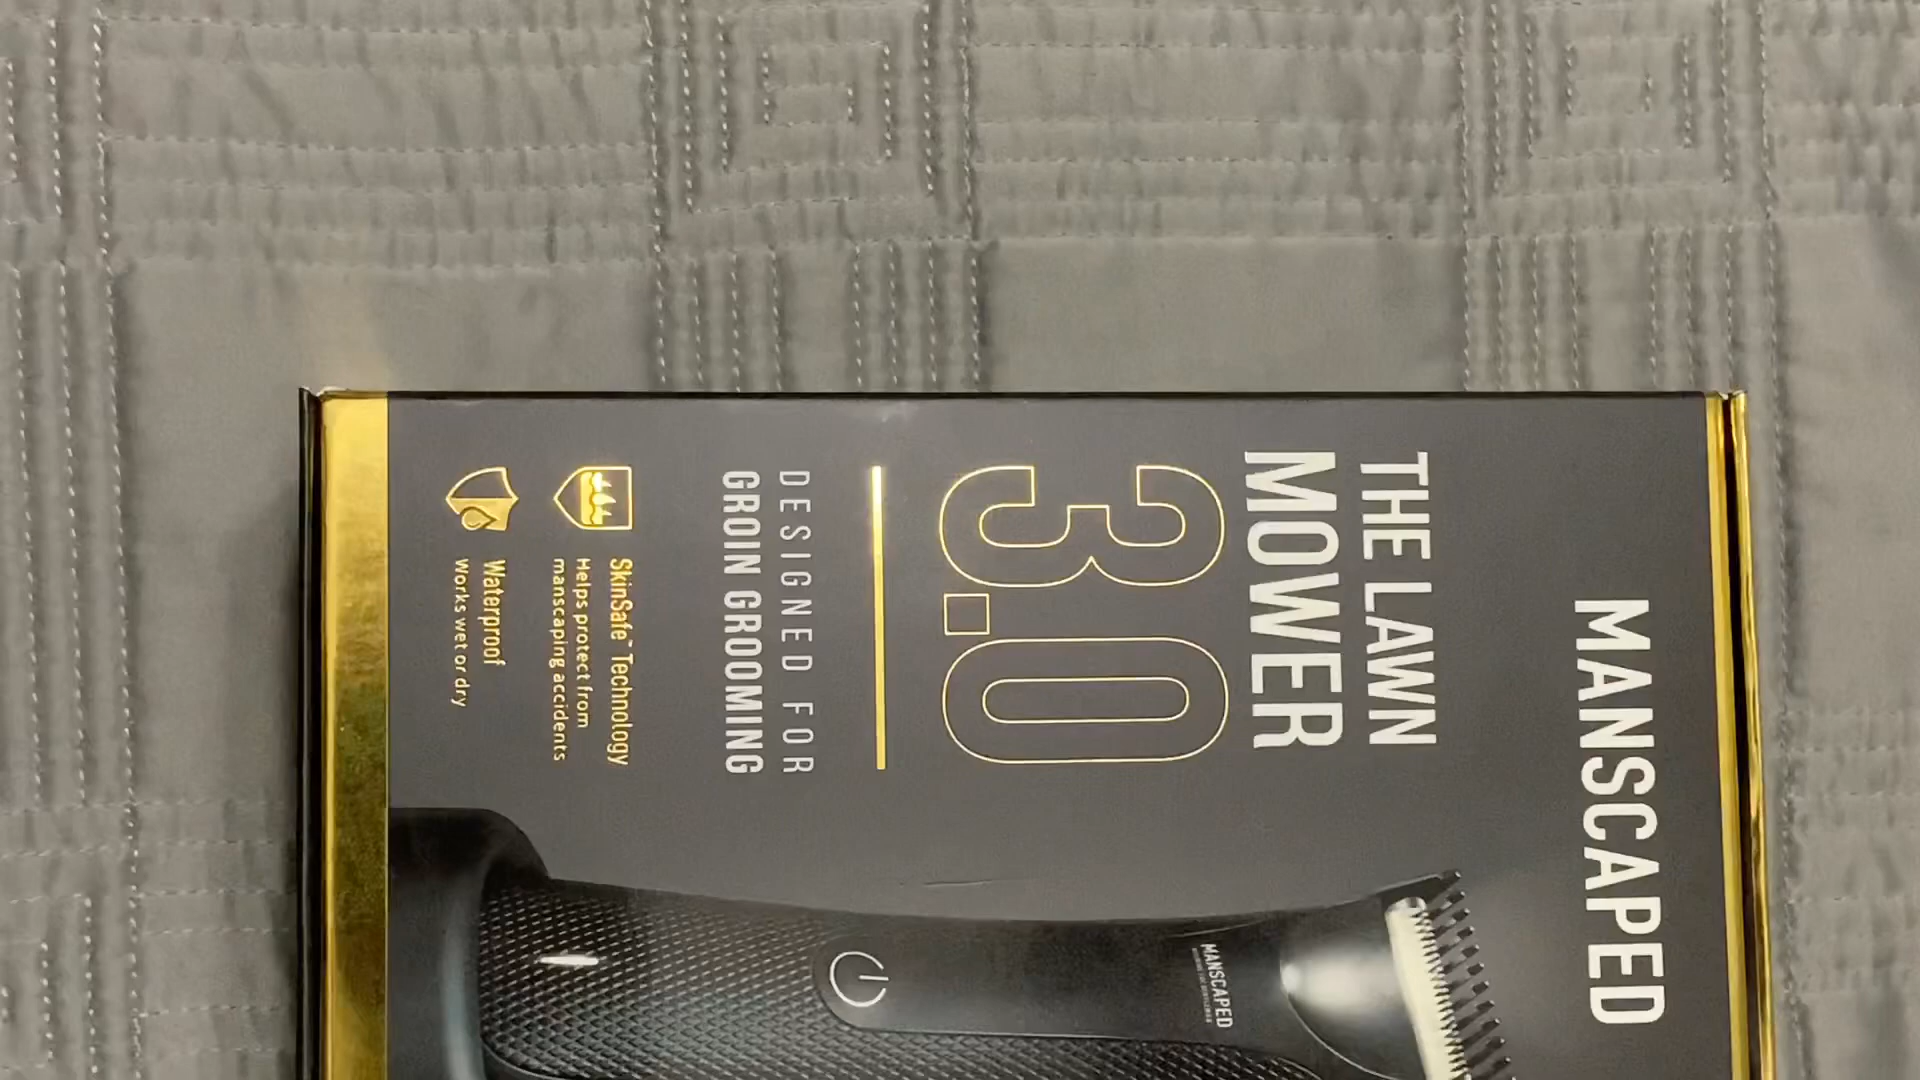 MANSCAPED
THE LAWN
MOWER
3.0
DESIGNED FOR
GROIN GROOMING
SkinSafe™ Technology
Helps protect from
manscaping accidents
Waterproof
Works wet or dry
MANSCAPED